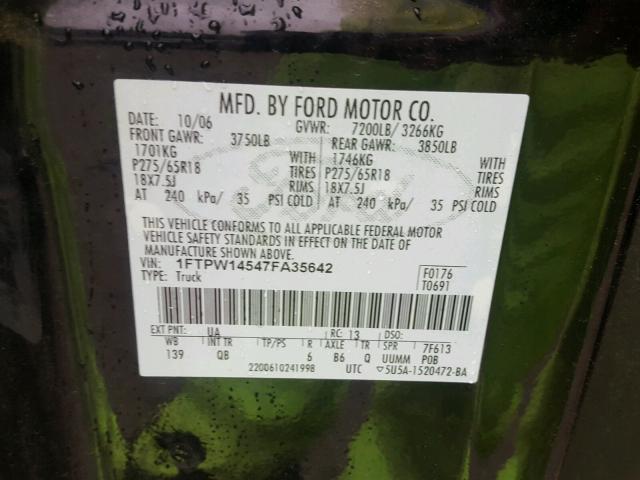 MFD. BY FORD MOTOR CO.
DATE: 10/06 GVWR: 7200LB/ 3266KG
FRONT GAWR: 3750LB REAR GAWR: 3850LB
1701KG WITH 1746KG WITH
P275/65R18 TIRES P275/65R18 TIRES
18X7.5J RIMS 18X7.5J RIMS
AT 240 kPa/ 35 PSI COLD AT 240 kPa/ 35 PSI COLD
THIS VEHICLE CONFORMS TO ALL APPLICABLE FEDERAL MOTOR
VEHICLE SAFETY STANDARDS IN EFFECT ON THE DATE OF
MANUFACTURE SHOWN ABOVE.
VIN: 1FTPW14547FA35642 F0176
TYPE: Truck T0691
EXT PNT: UA RC: 13 DSO:
WB INT TR TP/PS R AXLE TR SPR 7F613
139 QB 6 B6 Q UUMM POB
2200610241998 UTC ▽5U5A-1520472-BA
Ford